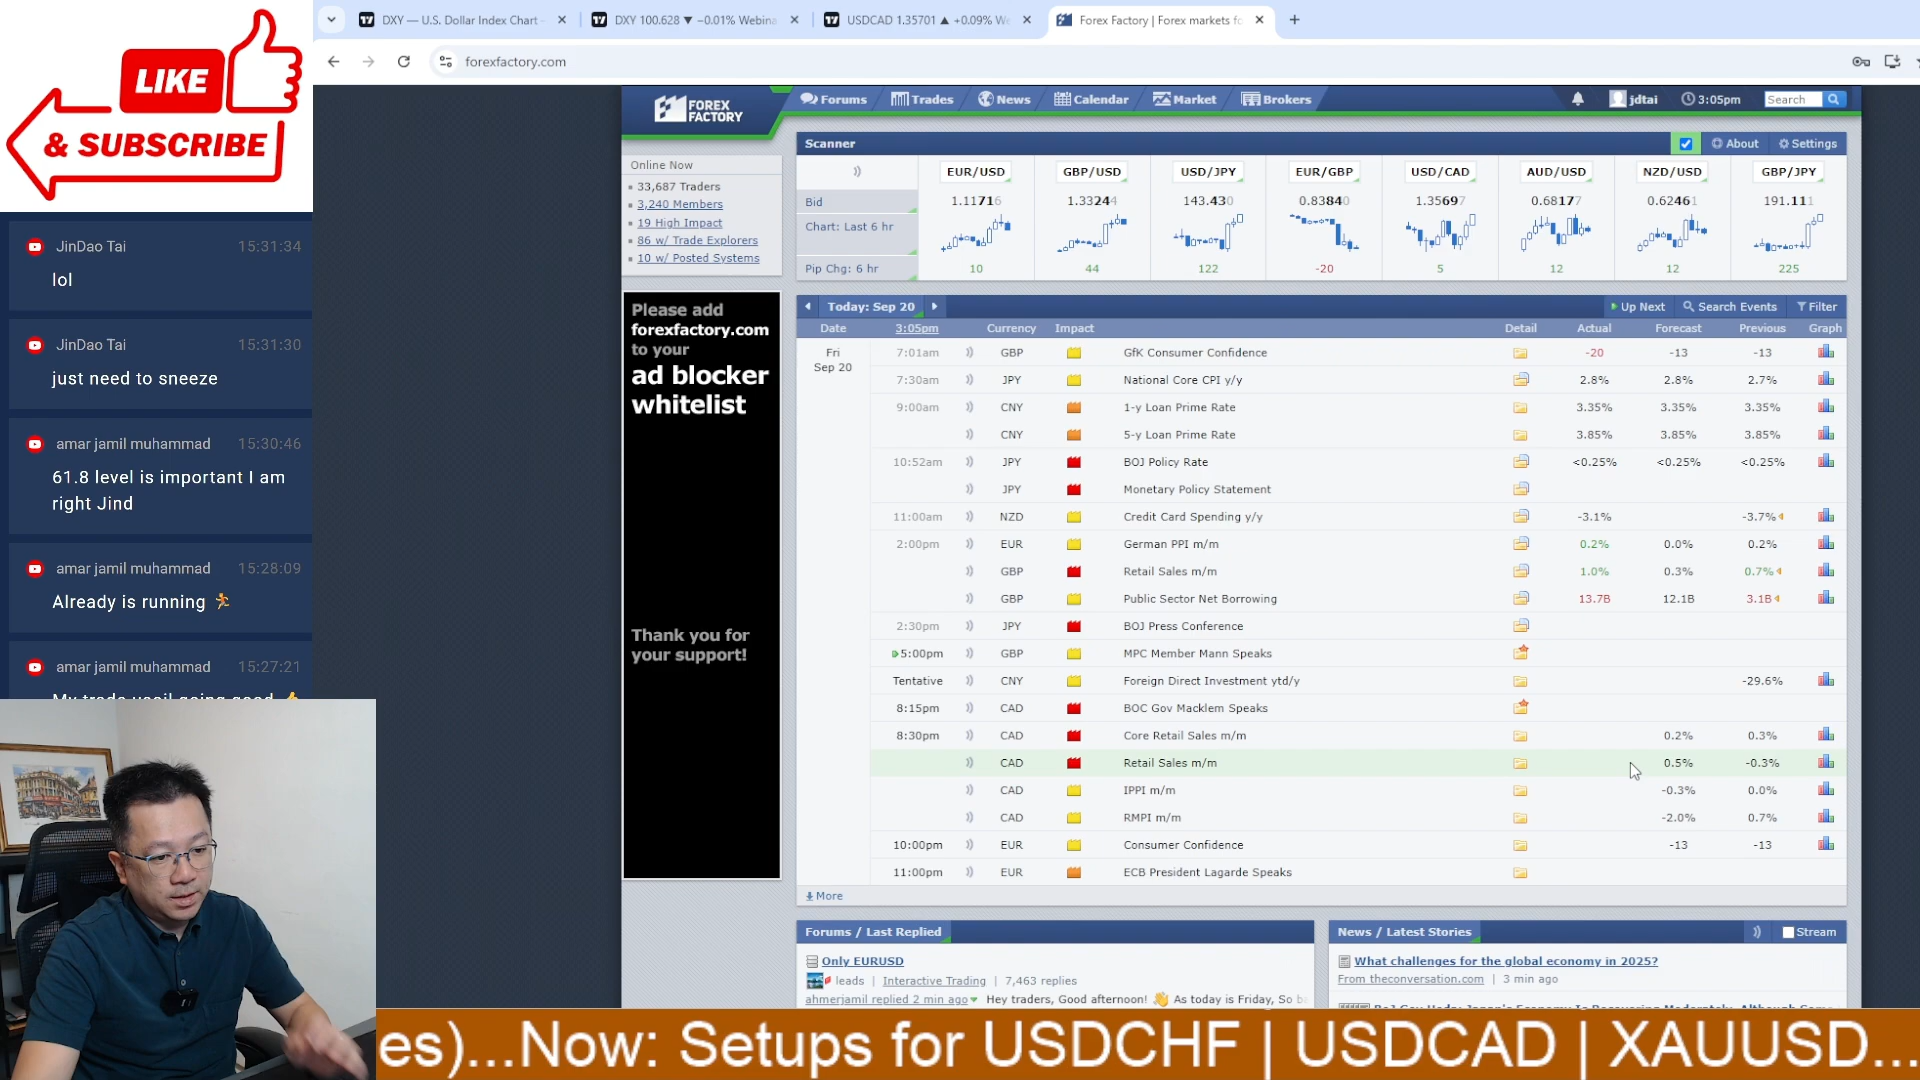 DXY — U.S. Dollar Index Chart
DXY 100.628 ▼ −0.01% Webina
USDCAD 1.35701 ▲ +0.09% We
Forex Factory | Forex markets fo
forexfactory.com
LIKE
& SUBSCRIBE
JinDao Tai 15:31:34
lol
JinDao Tai 15:31:30
just need to sneeze
amar jamil muhammad 15:30:46
61.8 level is important I am
right Jind
amar jamil muhammad 15:28:09
Already is running 🏃
amar jamil muhammad 15:27:21
FOREX
FACTORY
Forums Trades News Calendar Market Brokers
jdtai 3:05pm Search
Online Now
33,687 Traders
3,240 Members
19 High Impact
86 w/ Trade Explorers
10 w/ Posted Systems
Please add
forexfactory.com
to your
ad blocker
whitelist
Thank you for
your support!
Scanner About Settings
EUR/USD GBP/USD USD/JPY EUR/GBP USD/CAD AUD/USD NZD/USD GBP/JPY
Bid 1.11716 1.33244 143.430 0.83840 1.35697 0.68177 0.62461 191.111
Chart: Last 6 hr
Pip Chg: 6 hr 10 44 122 -20 5 12 12 225
Today: Sep 20 Up Next Search Events Filter
Date 3:05pm Currency Impact Detail Actual Forecast Previous Graph
Fri
Sep 20
7:01am GBP GfK Consumer Confidence -20 -13 -13
7:30am JPY National Core CPI y/y 2.8% 2.8% 2.7%
9:00am CNY 1-y Loan Prime Rate 3.35% 3.35% 3.35%
CNY 5-y Loan Prime Rate 3.85% 3.85% 3.85%
10:52am JPY BOJ Policy Rate <0.25% <0.25% <0.25%
JPY Monetary Policy Statement
11:00am NZD Credit Card Spending y/y -3.1% -3.7%
2:00pm EUR German PPI m/m 0.2% 0.0% 0.2%
GBP Retail Sales m/m 1.0% 0.3% 0.7%
GBP Public Sector Net Borrowing 13.7B 12.1B 3.1B
2:30pm JPY BOJ Press Conference
5:00pm GBP MPC Member Mann Speaks
Tentative CNY Foreign Direct Investment ytd/y -29.6%
8:15pm CAD BOC Gov Macklem Speaks
8:30pm CAD Core Retail Sales m/m 0.2% 0.3%
CAD Retail Sales m/m 0.5% -0.3%
CAD IPPI m/m -0.3% 0.0%
CAD RMPI m/m -2.0% 0.7%
10:00pm EUR Consumer Confidence -13 -13
11:00pm EUR ECB President Lagarde Speaks
More
Forums / Last Replied
Only EURUSD
leads | Interactive Trading | 7,463 replies
ahmerjamil replied 2 min ago Hey traders, Good afternoon! 👋 As today is Friday, So
News / Latest Stories Stream
What challenges for the global economy in 2025?
From theconversation.com | 3 min ago
es)...Now: Setups for USDCHF | USDCAD | XAUUSD...